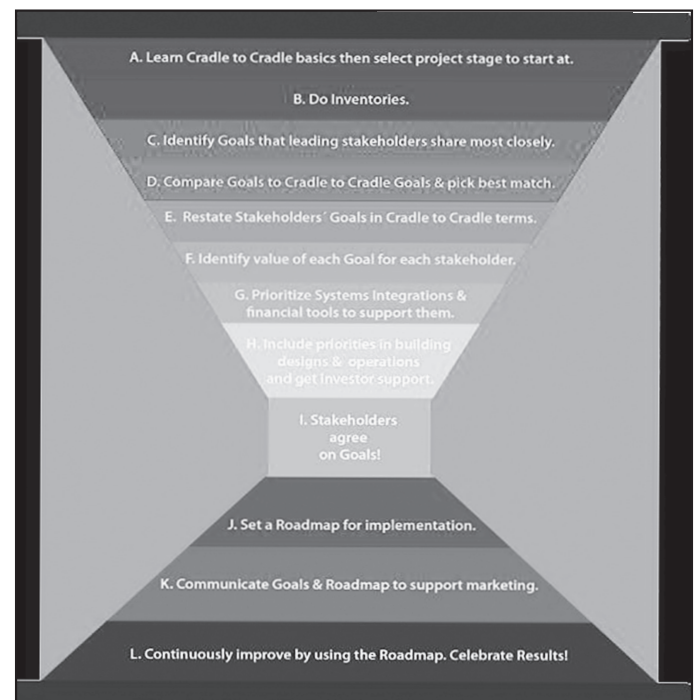 A. Learn Cradle to Cradle basics then select project stage to start at.
B. Do Inventories.
C. Identify Goals that leading stakeholders share most closely.
D. Compare Goals to Cradle to Cradle Goals & pick best match.
E. Restate Stakeholders´ Goals in Cradle to Cradle terms.
F. Identify value of each Goal for each stakeholder.
G. Prioritize Systems Integrations &
financial tools to support them.
H. Include priorities in building
designs & operations
and get investor support.
I. Stakeholders
agree
on Goals!
J. Set a Roadmap for implementation.
K. Communicate Goals & Roadmap to support marketing.
L. Continuously improve by using the Roadmap. Celebrate Results!